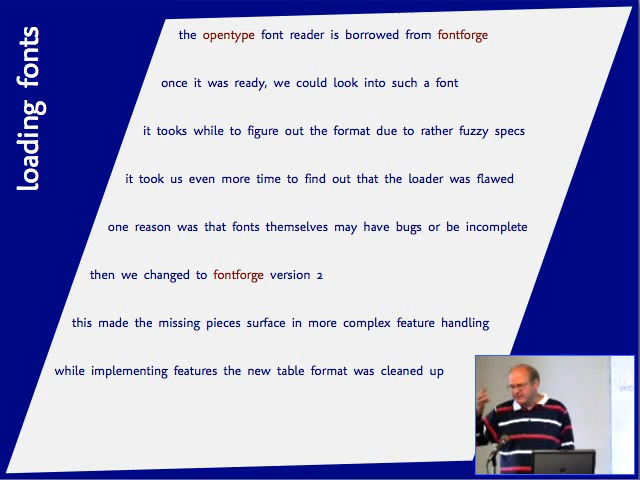 loading fonts
the opentype font reader is borrowed from fontforge
once it was ready, we could look into such a font
it tooks while to figure out the format due to rather fuzzy specs
it took us even more time to find out that the loader was flawed
one reason was that fonts themselves may have bugs or be incomplete
then we changed to fontforge version 2
this made the missing pieces surface in more complex feature handling
while implementing features the new table format was cleaned up